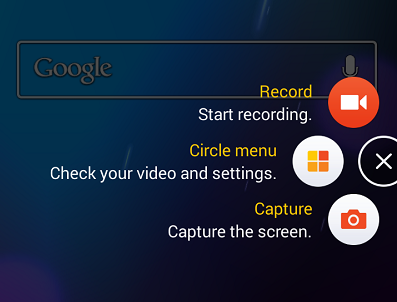 Google
Record
Start recording.
Circle menu
Check your video and settings.
Capture
Capture the screen.